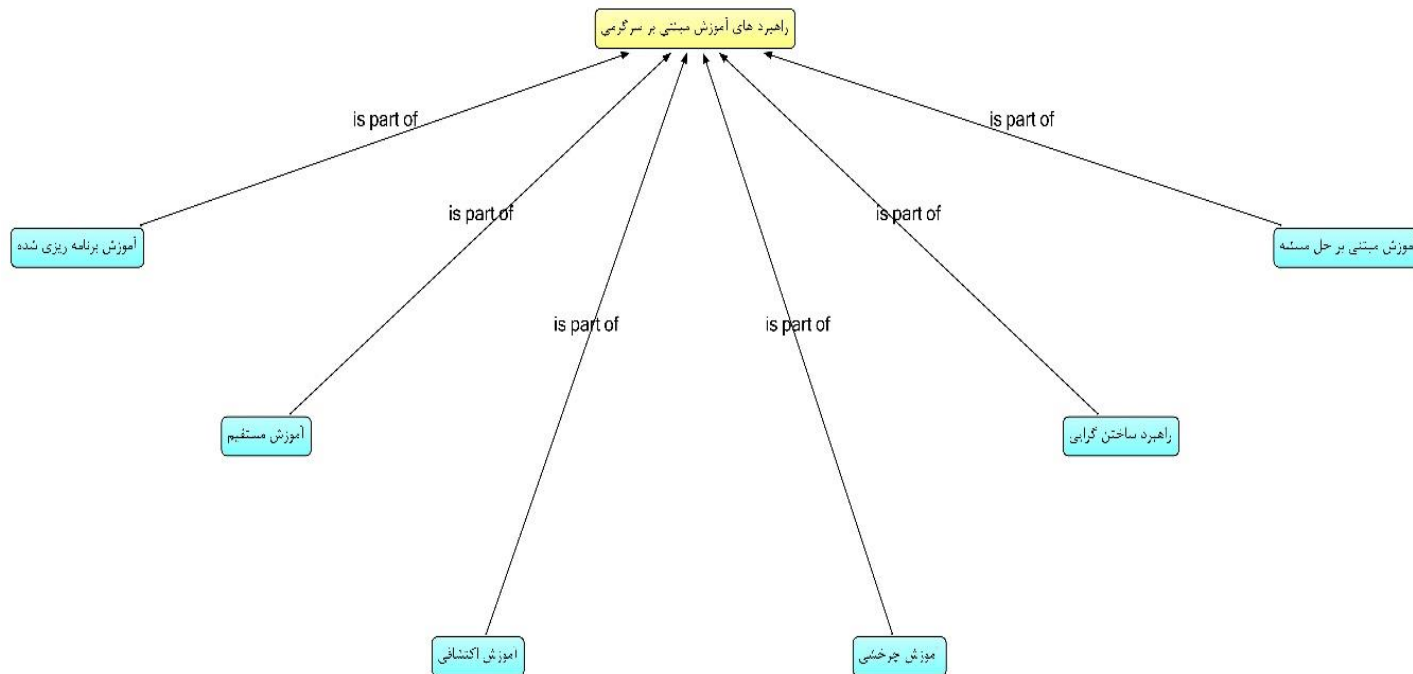 راهبرد های آموزش مبتنی بر سرگرمی
is part of
is part of
is part of
is part of
is part of
is part of
آموزش برنامه ریزی شده
موزش مبتنی بر حل مسئله
آموزش مستقیم
راهبرد ساختن گرایی
آموزش اکتشافی
موزش چرخشی